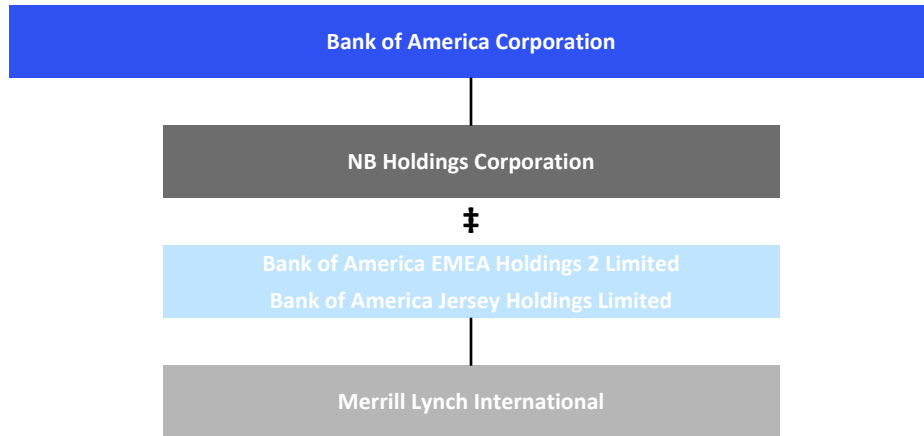 Bank of America Corporation
NB Holdings Corporation
‡
Bank of America EMEA Holdings 2 Limited
Bank of America Jersey Holdings Limited
Merrill Lynch International